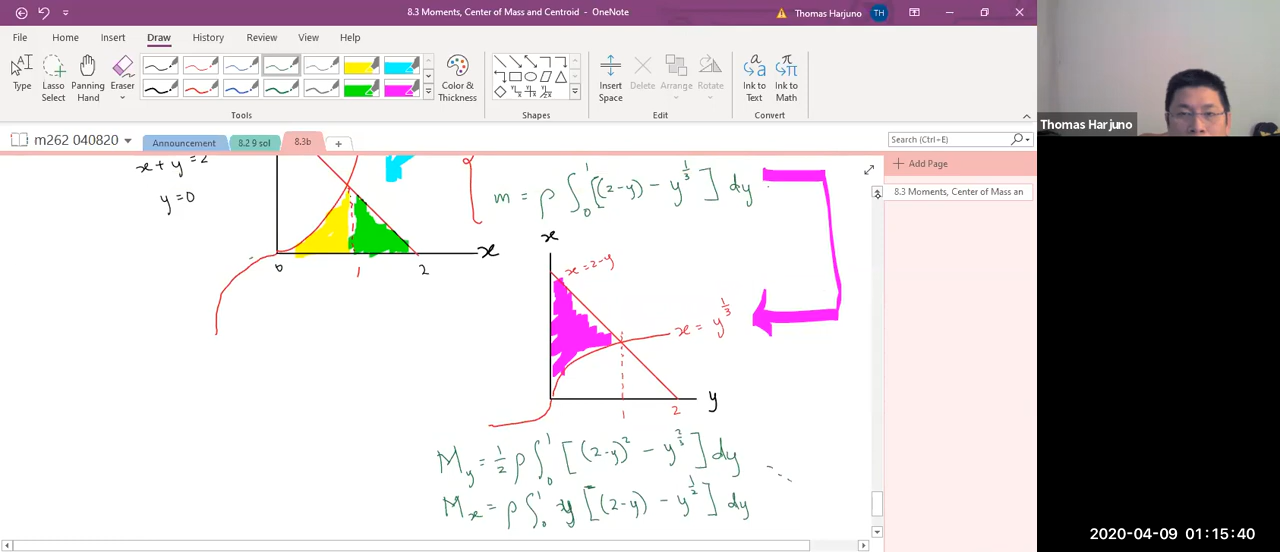 8.3 Moments, Center of Mass and Centroid - OneNote
Thomas Harjuno TH
File Home Insert Draw History Review View Help
Type Lasso Select Panning Hand Eraser
Color & Thickness
Insert Space Delete Arrange Rotate
Ink to Text Ink to Math
Tools Shapes Edit Convert
m262 040820 Announcement 8.2 9 sol 8.3b +
Search (Ctrl+E)
Add Page
8.3 Moments, Center of Mass an
Thomas Harjuno
x + y = 2
y = 0
x
0 1 2
m = ρ ∫₀¹ [(2-y) - y^{1/3}] dy
x
x = 2-y
x = y^{1/3}
y
1 2
M_y = 1/2 ρ ∫₀¹ [(2-y)² - y^{2/3}] dy
M_x = ρ ∫₀¹ y [(2-y) - y^{1/2}] dy
2020-04-09 01:15:40